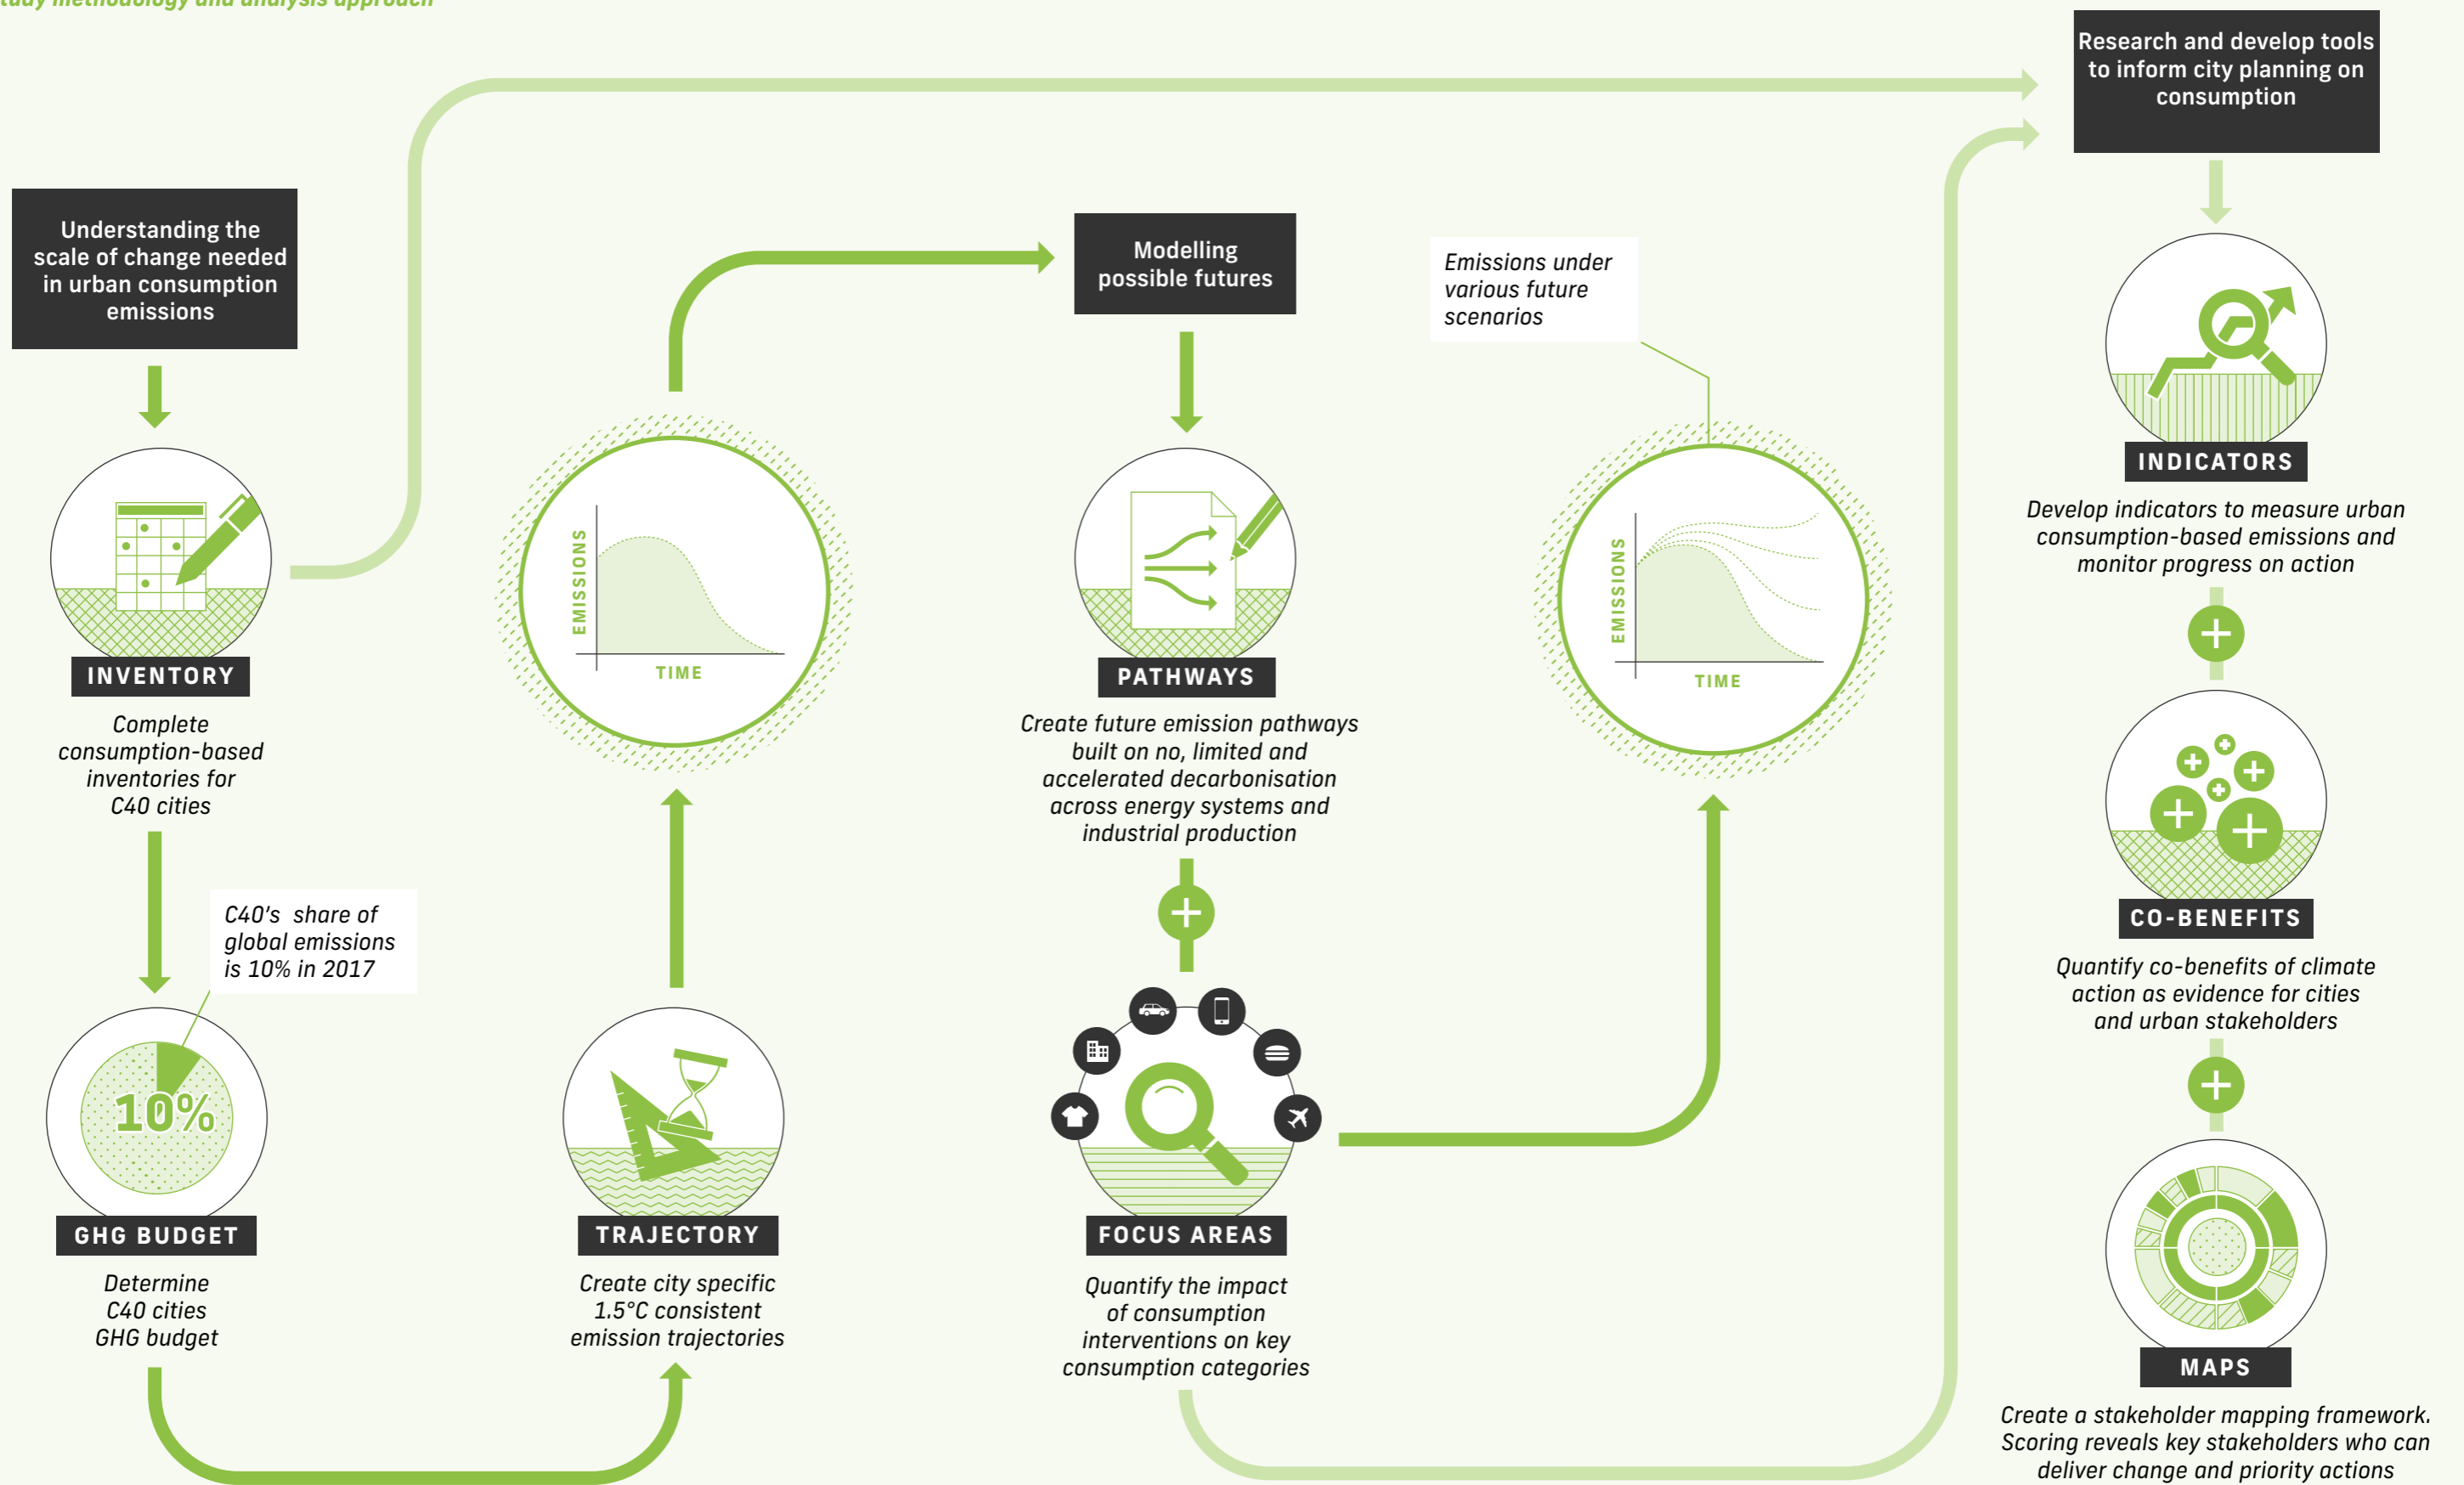 methodology and analysis approach
Understanding the
scale of change needed
in urban consumption
emissions
INVENTORY
Complete
consumption-based
inventories for
C40 cities
C40's share of
global emissions
is 10% in 2017
10%
GHG BUDGET
Determine
C40 cities
GHG budget
EMISSIONS
TIME
TRAJECTORY
Create city specific
1.5°C consistent
emission trajectories
Modelling
possible futures
PATHWAYS
Create future emission pathways
built on no, limited and
accelerated decarbonisation
across energy systems and
industrial production
FOCUS AREAS
Quantify the impact
of consumption
interventions on key
consumption categories
Emissions under
various future
scenarios
EMISSIONS
TIME
Research and develop tools
to inform city planning on
consumption
INDICATORS
Develop indicators to measure urban
consumption-based emissions and
monitor progress on action
CO-BENEFITS
Quantify co-benefits of climate
action as evidence for cities
and urban stakeholders
MAPS
Create a stakeholder mapping framework.
Scoring reveals key stakeholders who can
deliver change and priority actions